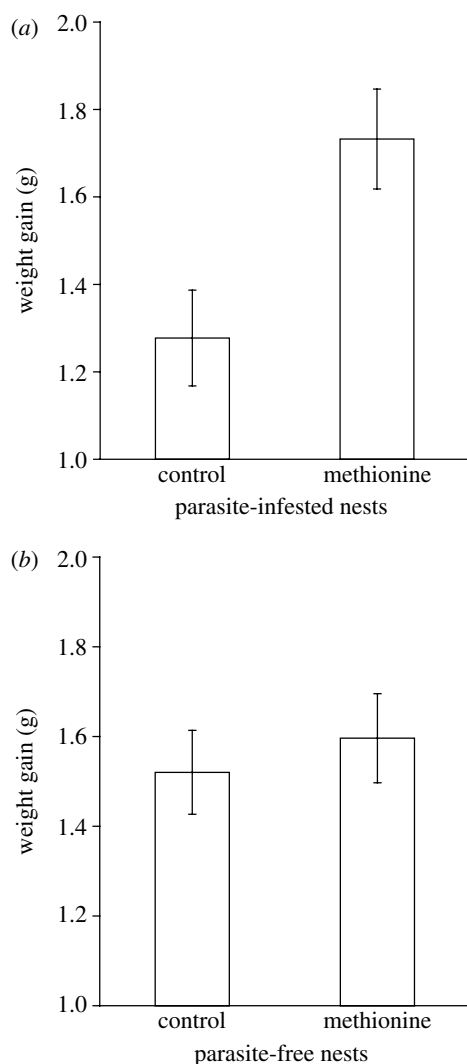 (a)
2.0
1.8
1.6
1.4
1.2
1.0
weight gain (g)
control methionine
parasite-infested nests
(b)
2.0
1.8
1.6
1.4
1.2
1.0
weight gain (g)
control methionine
parasite-free nests